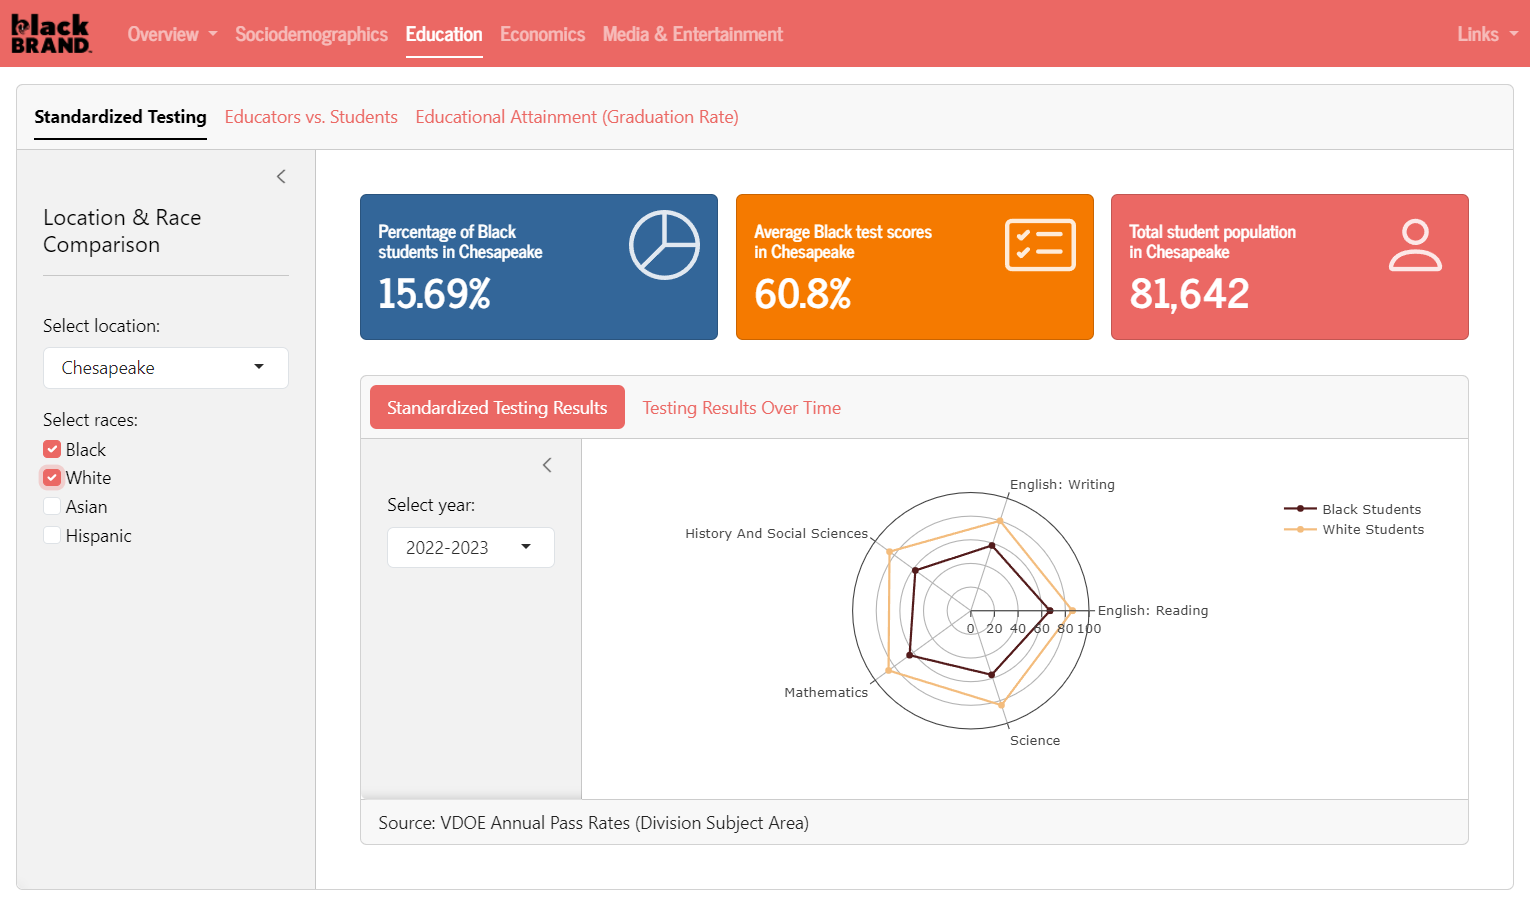 black
BRAND.
Overview
Sociodemographics
Education
Economics
Media & Entertainment
Links
Standardized Testing
Educators vs. Students
Educational Attainment (Graduation Rate)
Location & Race
Comparison
Select location:
Chesapeake
Select races:
Black
White
Asian
Hispanic
Percentage of Black
students in Chesapeake
15.69%
Average Black test scores
in Chesapeake
60.8%
Total student population
in Chesapeake
81,642
Standardized Testing Results
Testing Results Over Time
Select year:
2022-2023
English: Writing
History And Social Sciences
English: Reading
0 20 40 60 80 100
Mathematics
Science
Black Students
White Students
Source: VDOE Annual Pass Rates (Division Subject Area)